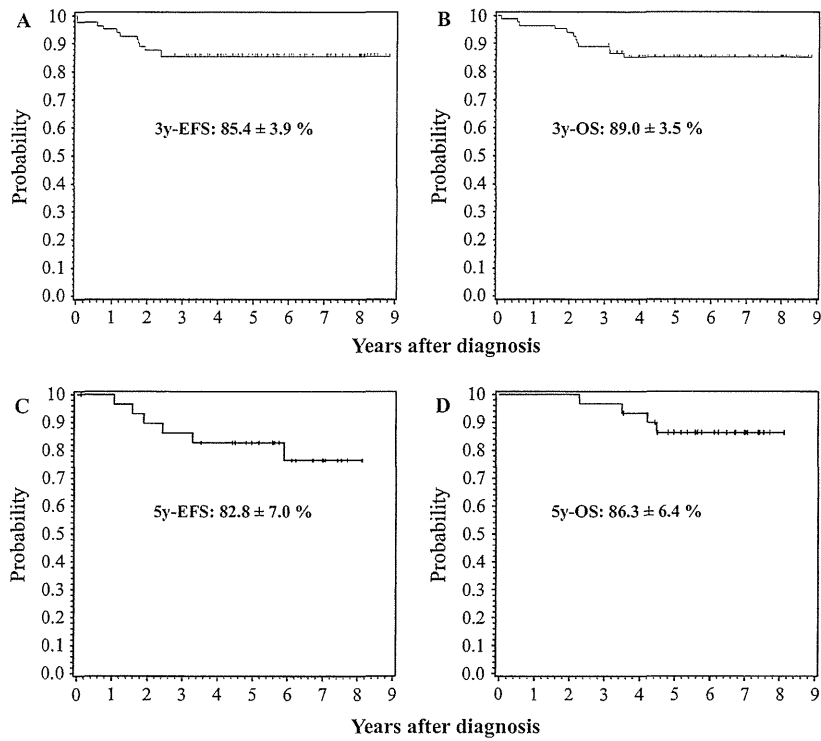 A
10
0.9
0.8
0.7
0.6
0.5
0.4
0.3
0.2
0.1
0.0
Probability
3y-EFS: 85.4 ± 3.9 %
0 1 2 3 4 5 6 7 8 9
B
10
0.9
0.8
0.7
0.6
0.5
0.4
0.3
0.2
0.1
0.0
Probability
3y-OS: 89.0 ± 3.5 %
0 1 2 3 4 5 6 7 8 9
Years after diagnosis
C
10
0.9
0.8
0.7
0.6
0.5
0.4
0.3
0.2
0.1
0.0
Probability
5y-EFS: 82.8 ± 7.0 %
0 1 2 3 4 5 6 7 8 9
D
10
0.9
0.8
0.7
0.6
0.5
0.4
0.3
0.2
0.1
0.0
Probability
5y-OS: 86.3 ± 6.4 %
0 1 2 3 4 5 6 7 8 9
Years after diagnosis